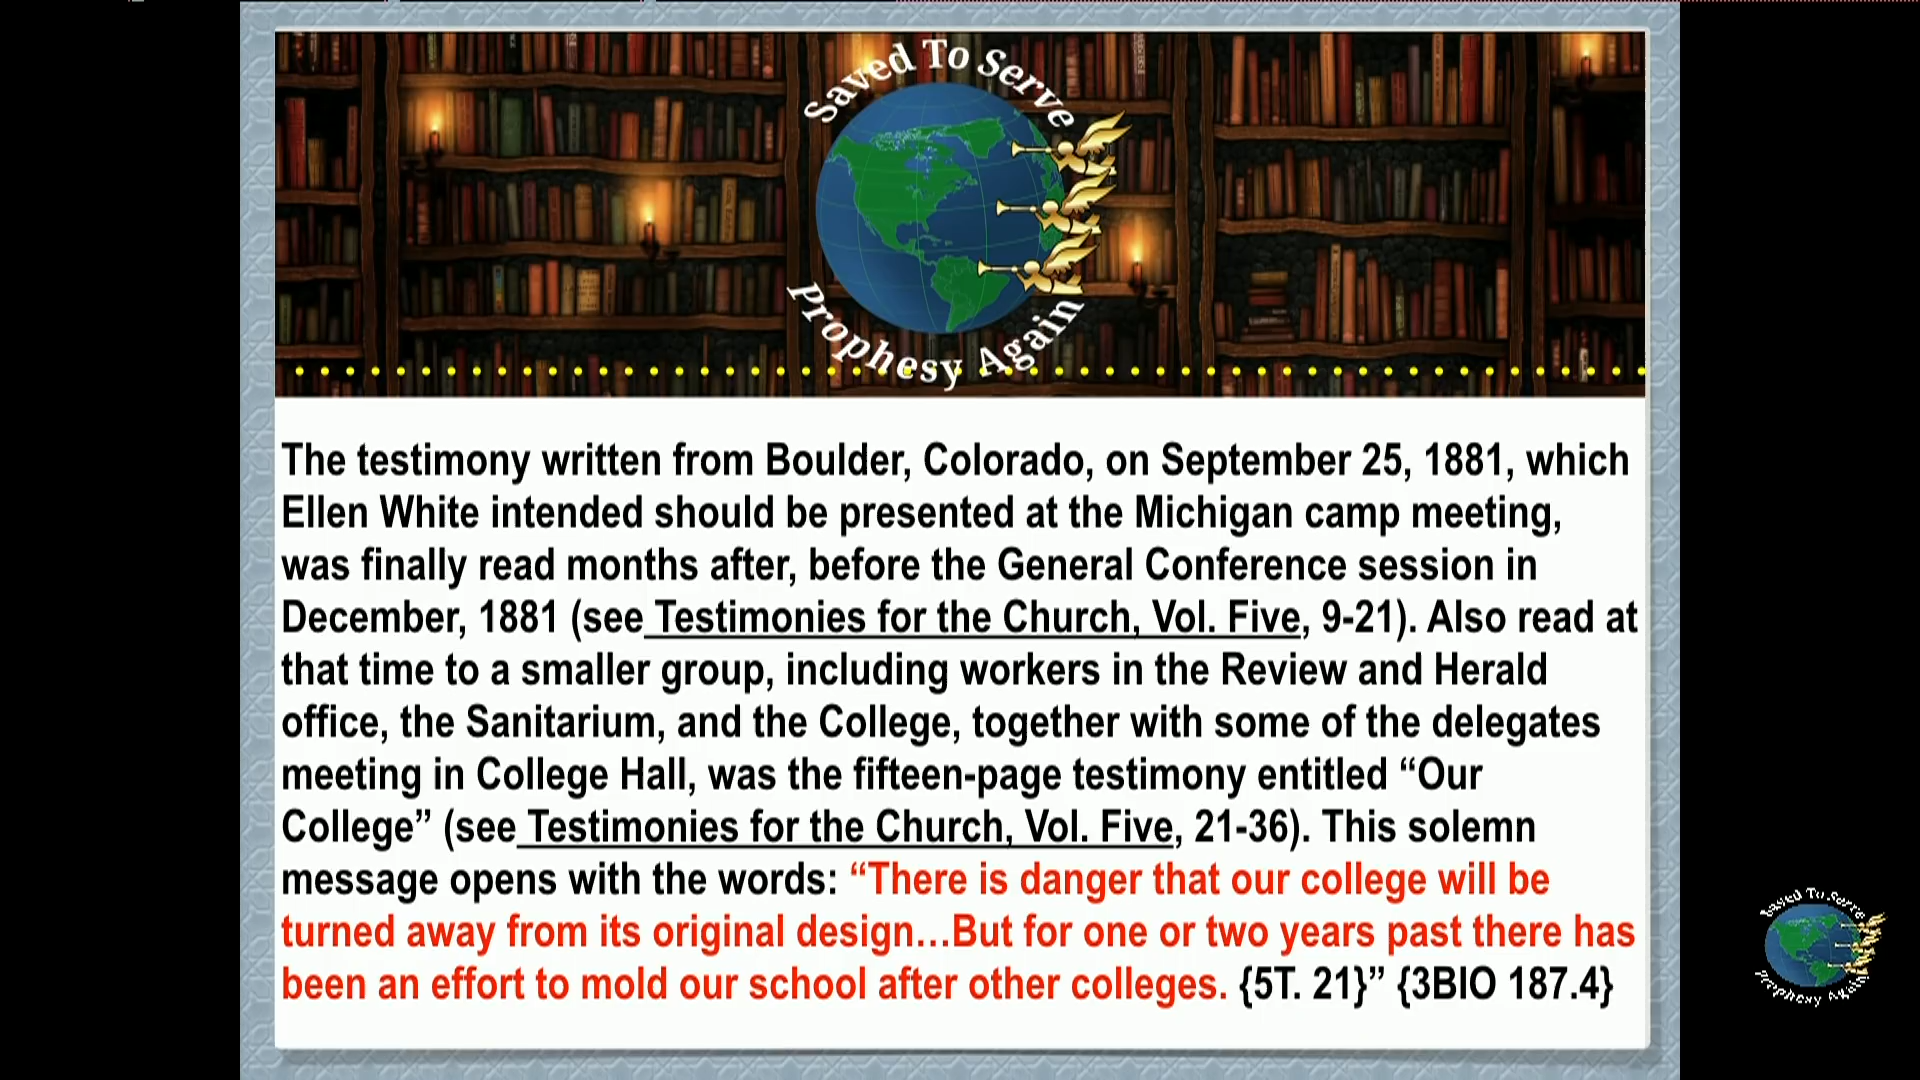 Saved To Serve
Prophesy Again
The testimony written from Boulder, Colorado, on September 25, 1881, which
Ellen White intended should be presented at the Michigan camp meeting,
was finally read months after, before the General Conference session in
December, 1881 (see Testimonies for the Church, Vol. Five, 9-21). Also read at
that time to a smaller group, including workers in the Review and Herald
office, the Sanitarium, and the College, together with some of the delegates
meeting in College Hall, was the fifteen-page testimony entitled “Our
College” (see Testimonies for the Church, Vol. Five, 21-36). This solemn
message opens with the words: “There is danger that our college will be
turned away from its original design…But for one or two years past there has
been an effort to mold our school after other colleges. {5T. 21}” {3BIO 187.4}
Saved To Serve
Prophesy Again